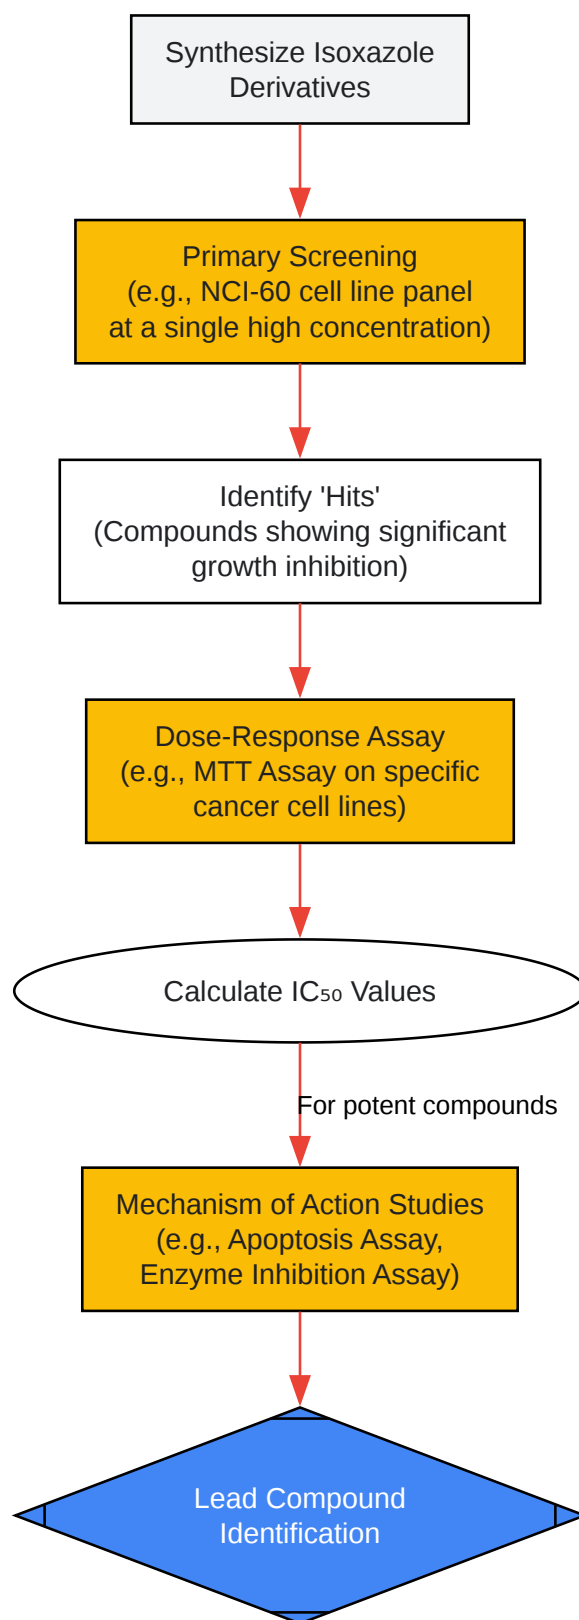 Synthesize Isoxazole
Derivatives
Primary Screening
(e.g., NCI-60 cell line panel
at a single high concentration)
Identify 'Hits'
(Compounds showing significant
growth inhibition)
Dose-Response Assay
(e.g., MTT Assay on specific
cancer cell lines)
Calculate IC₅₀ Values
For potent compounds
Mechanism of Action Studies
(e.g., Apoptosis Assay,
Enzyme Inhibition Assay)
Lead Compound
Identification